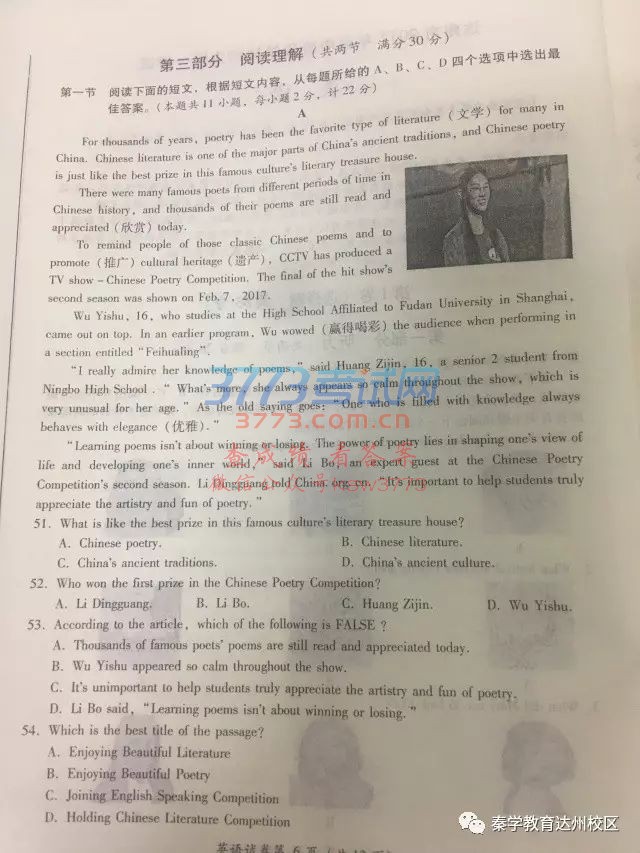 第三部分 阅读理解(共两节 满分30分)
第一节 阅读下面的短文,根据短文内容,从每题所给的A、B、C、D四个选项中选出最
佳答案。(本题共11小题,每小题2分,计22分)
A
For thousands of years, poetry has been the favorite type of literature (文学) for many in
China. Chinese literature is one of the major parts of China's ancient traditions, and Chinese poetry
is just like the best prize in this famous culture's literary treasure house.
There were many famous poets from different periods of time in
Chinese history, and thousands of their poems are still read and
appreciated (欣赏) today.
To remind people of those classic Chinese poems and to
promote (推广) cultural heritage (遗产), CCTV has produced a
TV show – Chinese Poetry Competition. The final of the hit show's
second season was shown on Feb. 7, 2017.
Wu Yishu, 16, who studies at the High School Affiliated to Fudan University in Shanghai,
came out on top. In an earlier program, Wu wowed (赢得喝彩) the audience when performing in
a section entitled "Feihualing".
"I really admire her knowledge of poems," said Huang Zijin, 16, a senior 2 student from
Ningbo High School. "What's more, she always appears so calm throughout the show, which is
very unusual for her age." As the old saying goes: "One who is filled with knowledge always
behaves with elegance (优雅)."
"Learning poems isn't about winning or losing. The power of poetry lies in shaping one's view of
life and developing one's inner world," said Li Bo, an expert guest at the Chinese Poetry
Competition's second season. Li Dingguang told China. org. cn, "It's important to help students truly
appreciate the artistry and fun of poetry."
51. What is like the best prize in this famous culture's literary treasure house?
A. Chinese poetry. B. Chinese literature.
C. China's ancient traditions. D. China's ancient culture.
52. Who won the first prize in the Chinese Poetry Competition?
A. Li Dingguang. B. Li Bo. C. Huang Zijin. D. Wu Yishu.
53. According to the article, which of the following is FALSE?
A. Thousands of famous poets' poems are still read and appreciated today.
B. Wu Yishu appeared so calm throughout the show.
C. It's unimportant to help students truly appreciate the artistry and fun of poetry.
D. Li Bo said, "Learning poems isn't about winning or losing."
54. Which is the best title of the passage?
A. Enjoying Beautiful Literature
B. Enjoying Beautiful Poetry
C. Joining English Speaking Competition
D. Holding Chinese Literature Competition
英语试卷第6页
3773考试网
3773.com.cn
查成绩 看答案
微信公众号
秦学教育达州校区